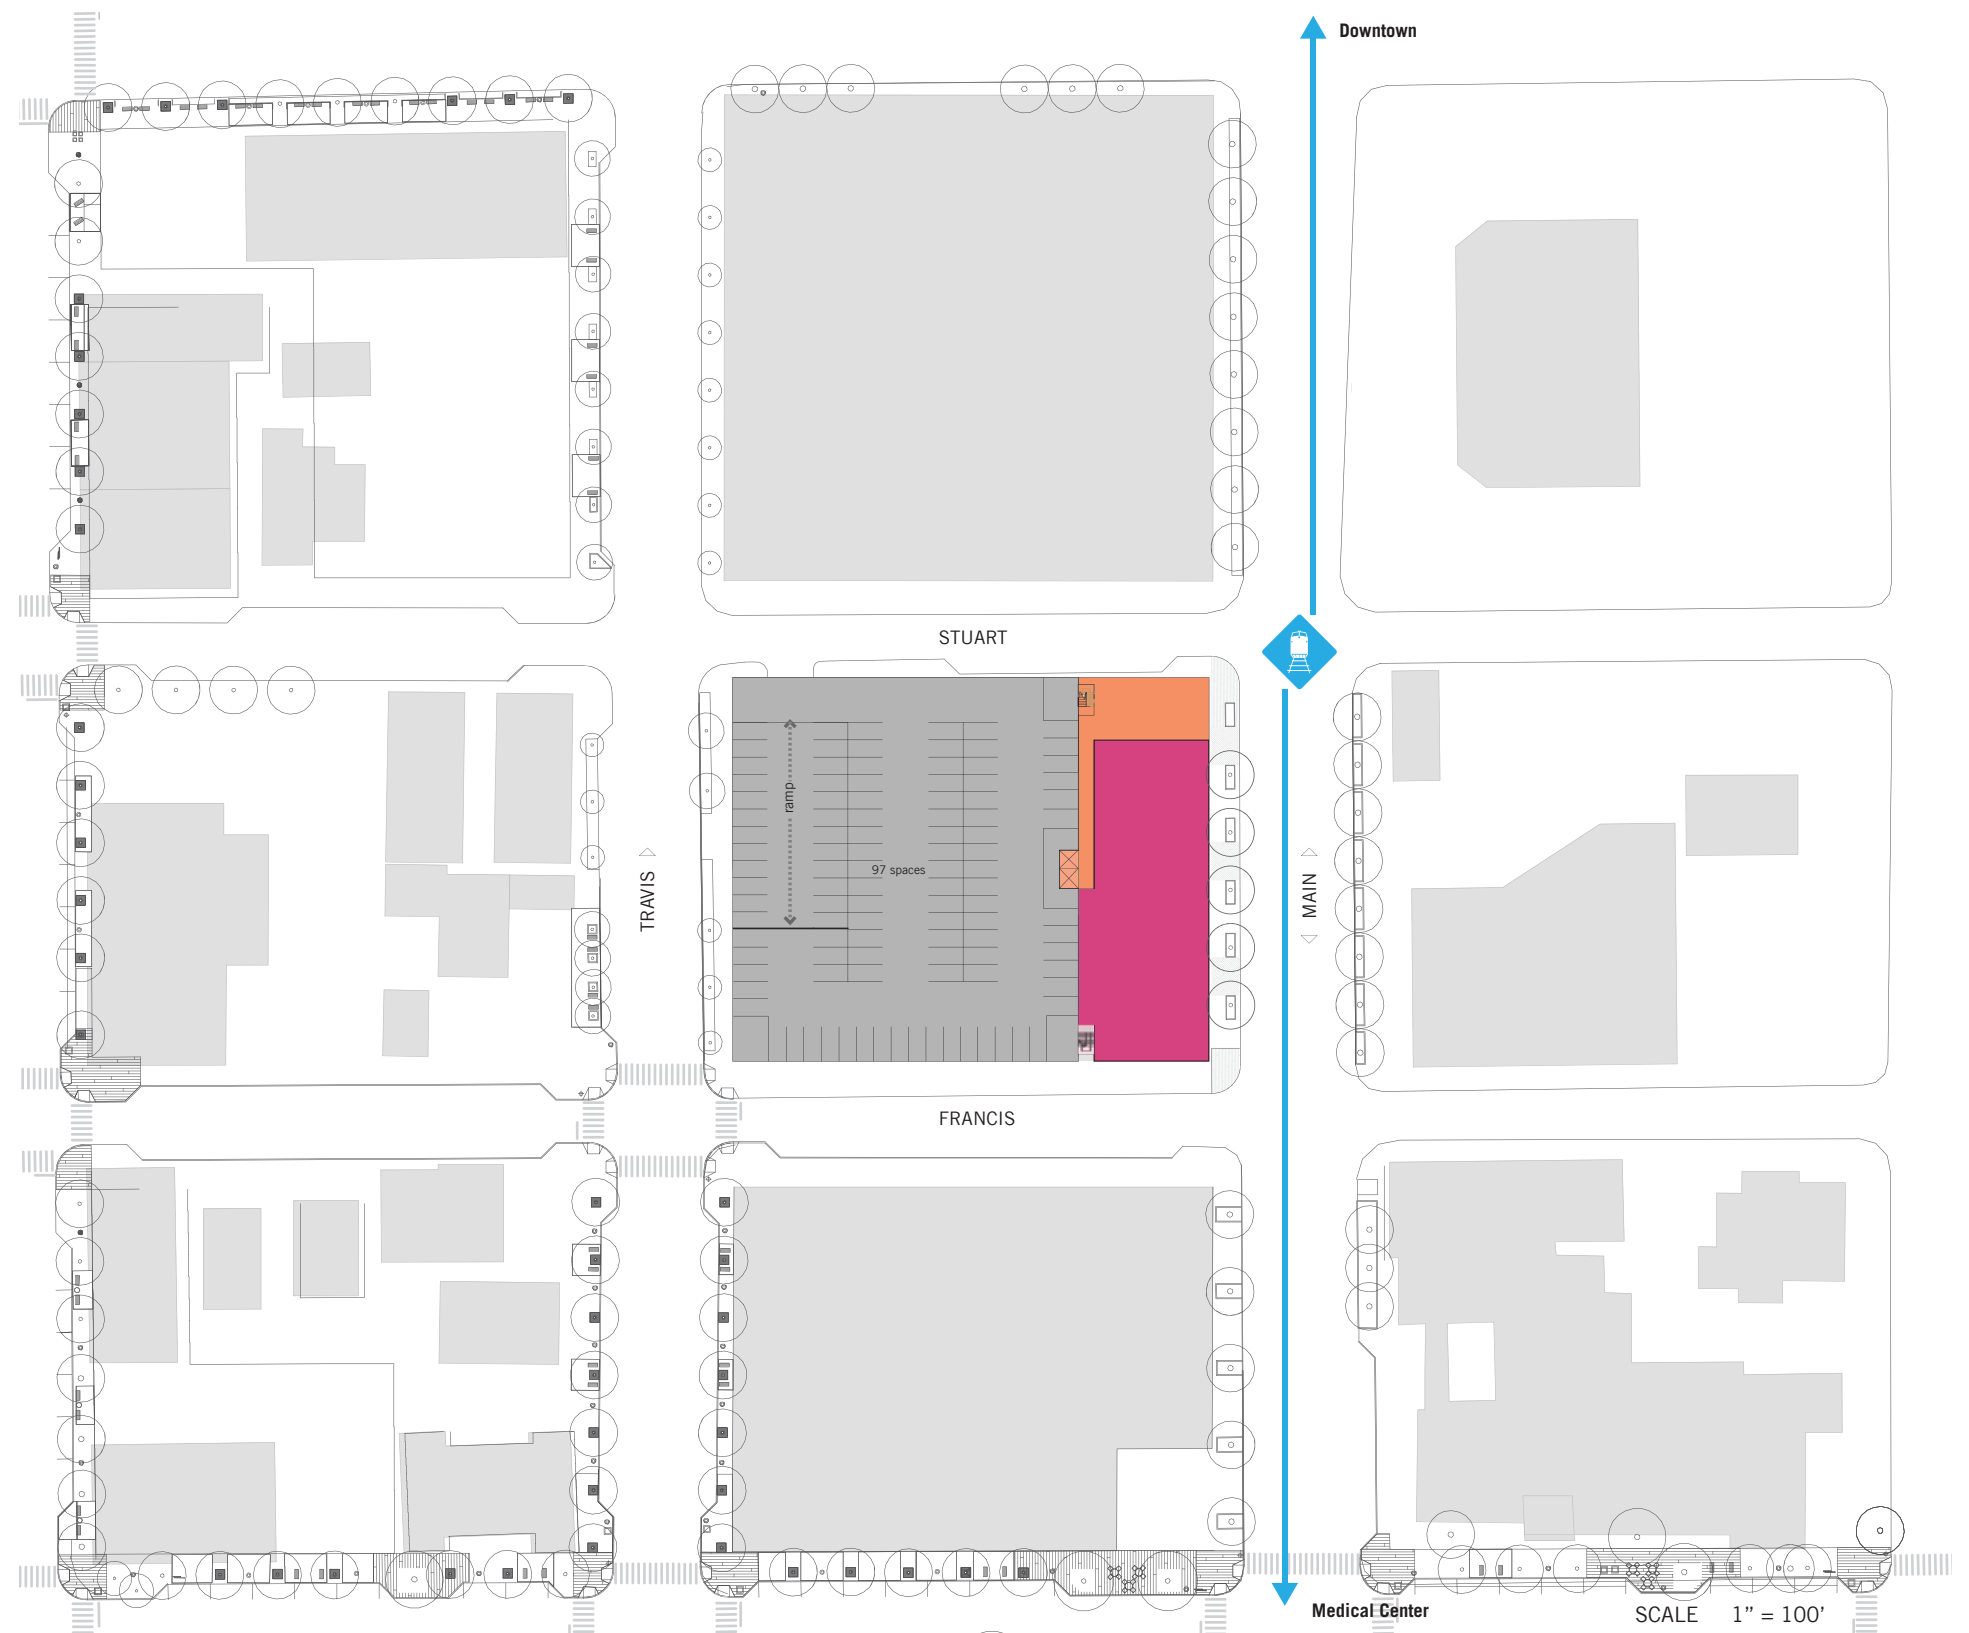 Downtown
STUART
ramp
97 spaces
TRAVIS
MAIN
FRANCIS
Medical Center
SCALE 1” = 100’